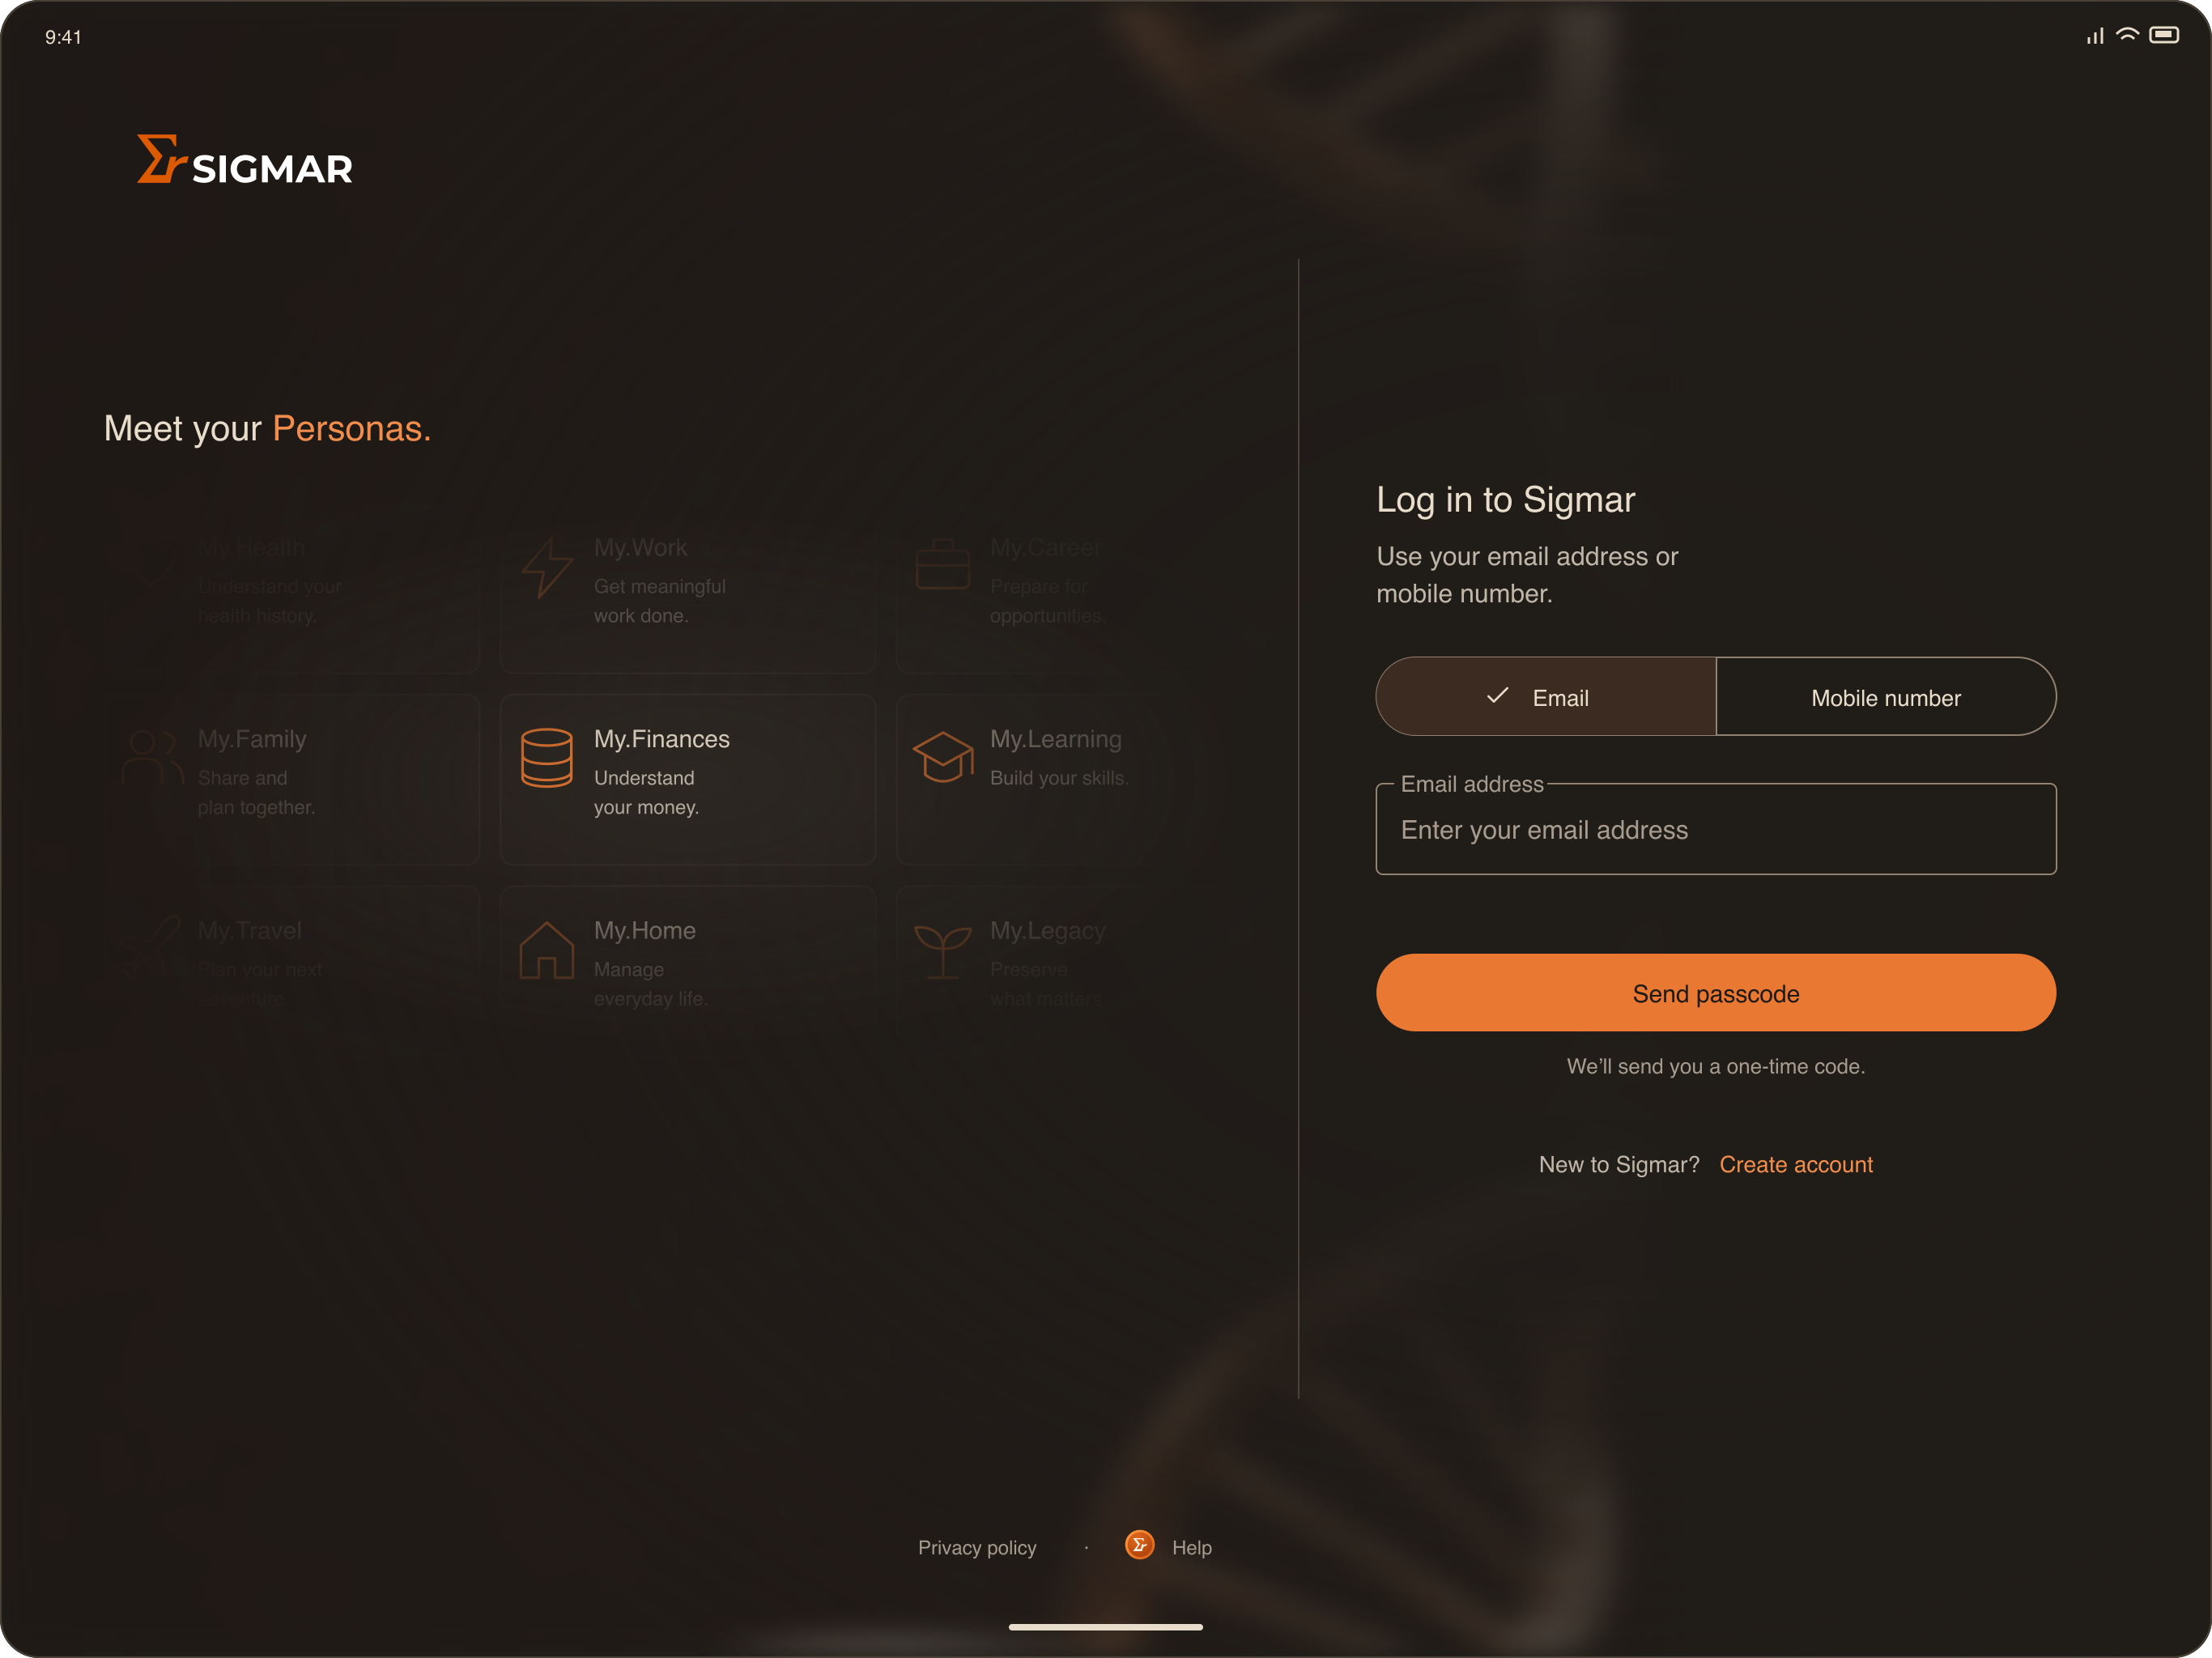 9:41
SIGMAR
Meet your Personas.
My.Health
Understand your
health history.
My.Work
Get meaningful
work done.
My.Career
Prepare for
opportunities.
My.Family
Share and
plan together.
My.Finances
Understand
your money.
My.Learning
Build your skills.
My.Travel
Plan your next
adventure.
My.Home
Manage
everyday life.
My.Legacy
Preserve
what matters
Log in to Sigmar
Use your email address or
mobile number.
Email
Mobile number
Email address
Enter your email address
Send passcode
We’ll send you a one-time code.
New to Sigmar? Create account
Privacy policy · Help